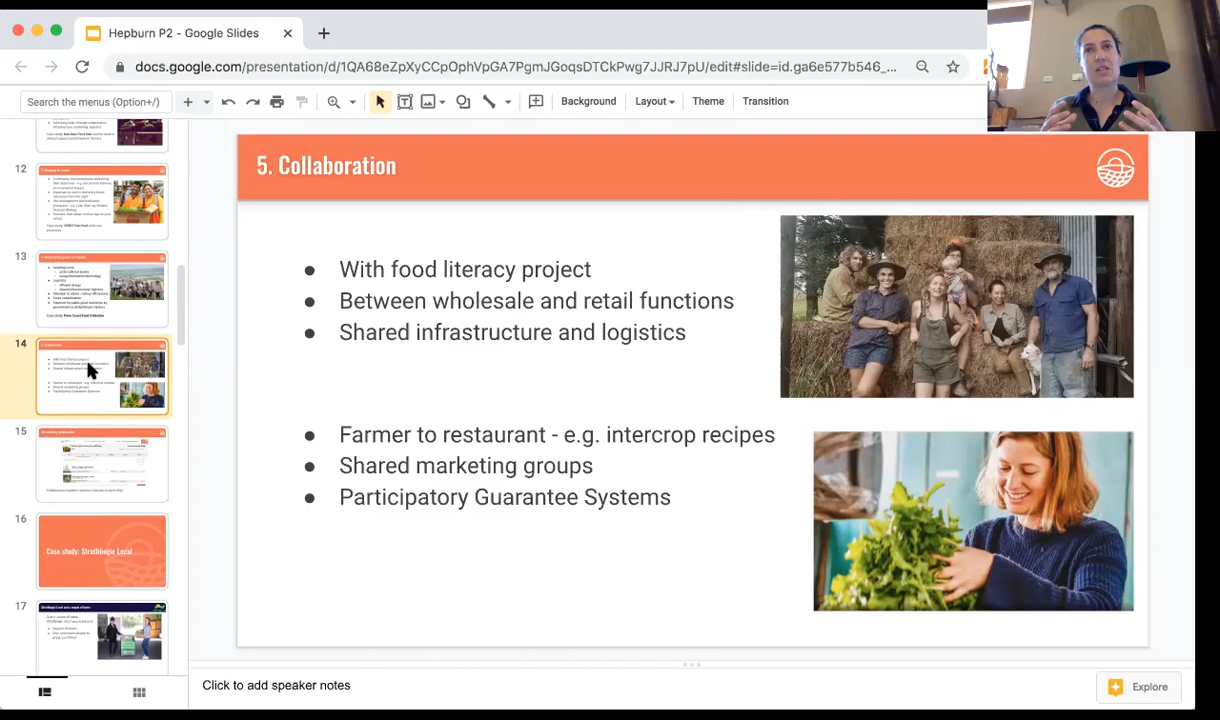 Hepburn P2 - Google Slides
docs.google.com/presentation/d/1QA68eZpXyCCpOphVpGA7PgmJGoqsDTCkPwg7JJRJ7pU/edit#slide=id.ga6e577b546_...
Search the menus (Option+/)
Background
Layout
Theme
Transition
12
13
14
15
16
Case study: Strathbogie Local
17
5. Collaboration
● With food literacy project
● Between wholesale and retail functions
● Shared infrastructure and logistics
● Farmer to restaurant - e.g. intercrop recipes
● Shared marketing groups
● Participatory Guarantee Systems
Click to add speaker notes
Explore